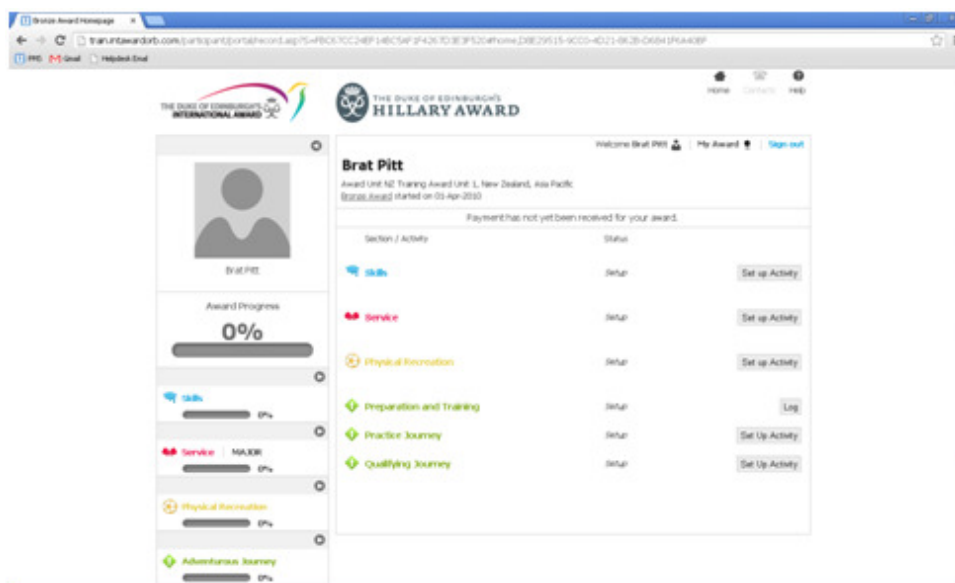 Bronze Award Homepage
PMS Gmail Helpdesk Email
Home Contacts Help
THE DUKE OF EDINBURGH'S
INTERNATIONAL AWARD
THE DUKE OF EDINBURGH'S
HILLARY AWARD
Welcome Brat Pitt My Award Sign out
Brat Pitt
Award Unit NZ Training Award Unit 1, New Zealand, Asia Pacific
Bronze Award started on 01-Apr-2010
Payment has not yet been received for your award.
Section / Activity Status
Skills Setup Set up Activity
Service Setup Set up Activity
Physical Recreation Setup Set up Activity
Preparation and Training Setup Log
Practice Journey Setup Set Up Activity
Qualifying Journey Setup Set Up Activity
Brat Pitt
Award Progress
0%
Skills
0%
Service MAJOR
0%
Physical Recreation
0%
Adventurous Journey
0%